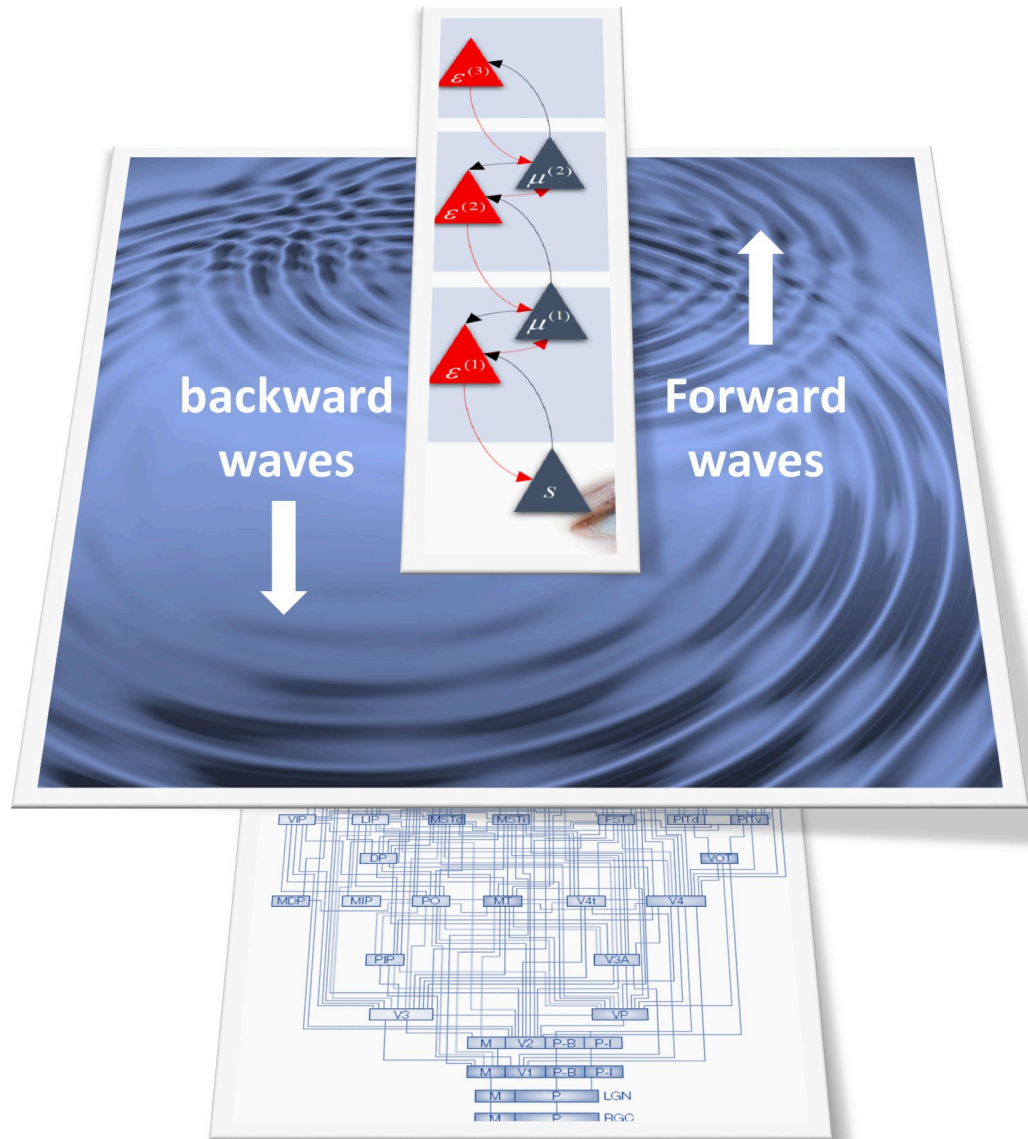 ε(3)
μ(2)
ε(2)
μ(1)
ε(1)
backward
waves
Forward
waves
s
VIP LIP MSTd MSTl FST PITd PITv
DP VOT
MDP MIP PO MT V4t V4
PIP V3A
V3 VP
M V2 P-B P-I
M V1 P-B P-I
M P LGN
M P RGC